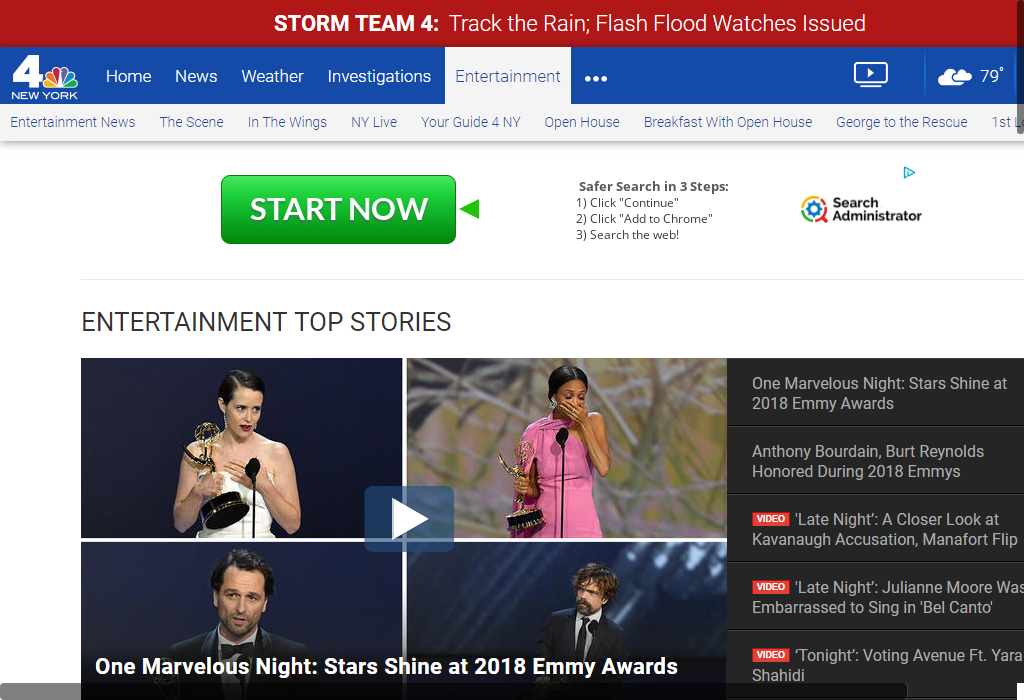 STORM TEAM 4: Track the Rain; Flash Flood Watches Issued
4
NEW YORK
Home News Weather Investigations Entertainment
79°
Entertainment News The Scene In The Wings NY Live Your Guide 4 NY Open House Breakfast With Open House George to the Rescue 1st L
START NOW
Safer Search in 3 Steps:
1) Click "Continue"
2) Click "Add to Chrome"
3) Search the web!
Search
Administrator
ENTERTAINMENT TOP STORIES
One Marvelous Night: Stars Shine at 2018 Emmy Awards
One Marvelous Night: Stars Shine at
2018 Emmy Awards
Anthony Bourdain, Burt Reynolds
Honored During 2018 Emmys
VIDEO 'Late Night’: A Closer Look at
Kavanaugh Accusation, Manafort Flip
VIDEO 'Late Night’: Julianne Moore Was
Embarrassed to Sing in 'Bel Canto'
VIDEO ‘Tonight’: Voting Avenue Ft. Yara
Shahidi